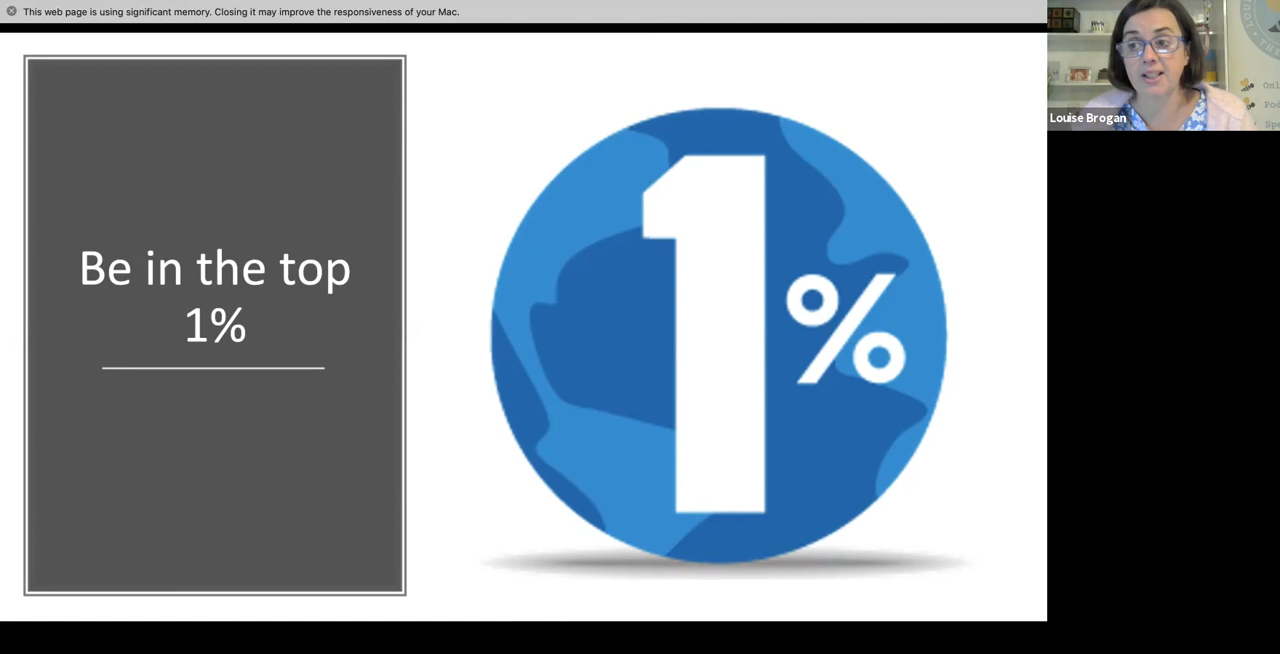 This web page is using significant memory. Closing it may improve the responsiveness of your Mac.
Be in the top
1%
1%
Louise Brogan